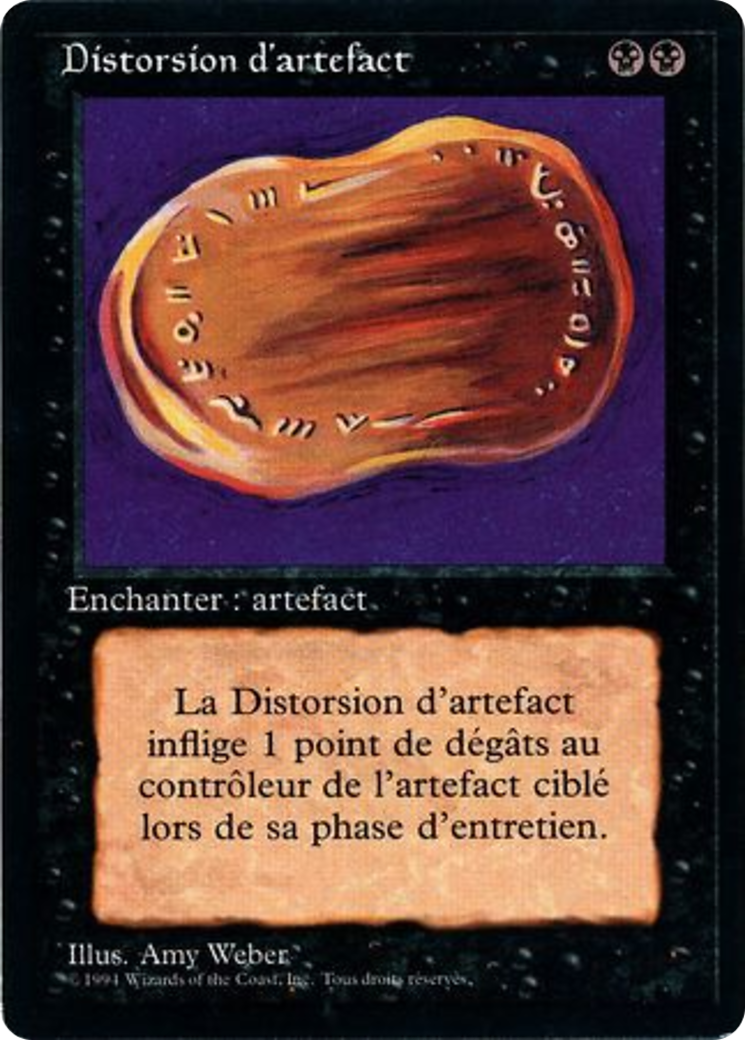 Distorsion d'artefact
Enchanter : artefact
La Distorsion d'artefact
inflige 1 point de dégâts au
contrôleur de l'artefact ciblé
lors de sa phase d'entretien.
Illus. Amy Weber
© 1994 Wizards of the Coast, Inc. Tous droits réservés.